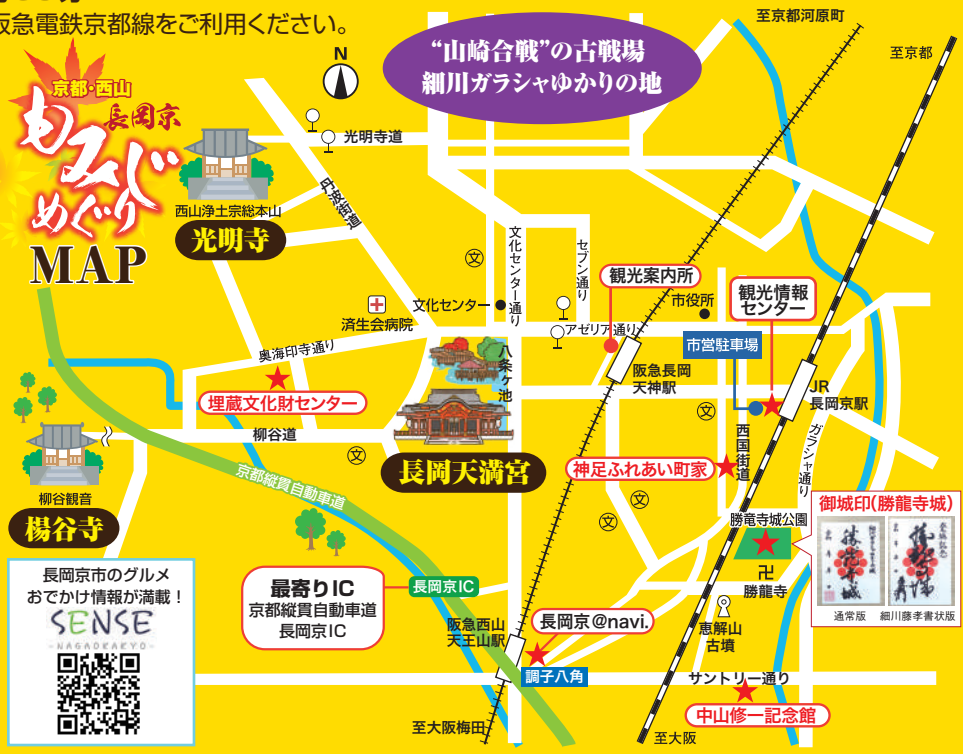 阪急電鉄京都線をご利用ください。
“山崎合戦”の古戦場
細川ガラシャゆかりの地
至京都河原町
至京都
N
京都・西山
長岡京
もみじ
めぐり
MAP
光明寺道
丹波街道
西山浄土宗総本山
光明寺
文
文化センター通り
セブン通り
観光案内所
市役所
観光情報
センター
済生会病院
文化センター
アゼリア通り
市営駐車場
奥海印寺通り
八条ヶ池
阪急長岡
天神駅
JR
長岡京駅
埋蔵文化財センター
文
柳谷道
文
長岡天満宮
神足ふれあい町家
西国街道
ガラシャ通り
柳谷観音
楊谷寺
京都縦貫自動車道
文
文
勝竜寺城公園
卍
勝龍寺
御城印(勝龍寺城)
通常版
細川藤孝書状版
長岡京市のグルメ
おでかけ情報が満載！
SENSE
-NAGAOKAKYO-
最寄りIC
京都縦貫自動車道
長岡京IC
長岡京IC
阪急西山
天王山駅
長岡京@navi.
調子八角
恵解山
古墳
サントリー通り
中山修一記念館
至大阪梅田
至大阪